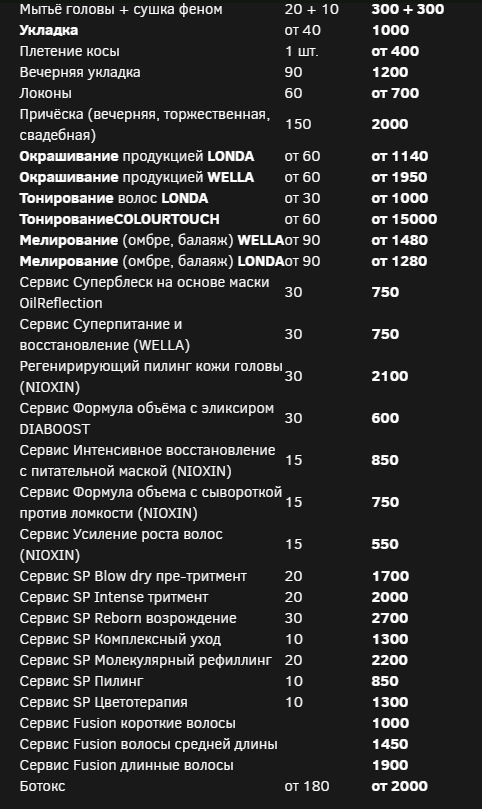 Мытьё головы + сушка феном 20 + 10 300 + 300
Укладка от 40 1000
Плетение косы 1 шт. от 400
Вечерняя укладка 90 1200
Локоны 60 от 700
Причёска (вечерняя, торжественная,
свадебная) 150 2000
Окрашивание продукцией LONDA от 60 от 1140
Окрашивание продукцией WELLA от 60 от 1950
Тонирование волос LONDA от 30 от 1000
ТонированиеCOLOURTOUCH от 60 от 15000
Мелирование (омбре, балаяж) WELLA от 90 от 1480
Мелирование (омбре, балаяж) LONDA от 90 от 1280
Сервис Суперблеск на основе маски
OilReflection 30 750
Сервис Суперпитание и
восстановление (WELLA) 30 750
Регенирирующий пилинг кожи головы
(NIOXIN) 30 2100
Сервис Формула объёма с эликсиром
DIABOOST 30 600
Сервис Интенсивное восстановление
с питательной маской (NIOXIN) 15 850
Сервис Формула объема с сывороткой
против ломкости (NIOXIN) 15 750
Сервис Усиление роста волос
(NIOXIN) 15 550
Сервис SP Blow dry пре-тритмент 20 1700
Сервис SP Intense тритмент 20 2000
Сервис SP Reborn возрождение 30 2700
Сервис SP Комплексный уход 10 1300
Сервис SP Молекулярный рефиллинг 20 2200
Сервис SP Пилинг 10 850
Сервис SP Цветотерапия 10 1300
Сервис Fusion короткие волосы 1000
Сервис Fusion волосы средней длины 1450
Сервис Fusion длинные волосы 1900
Ботокс от 180 от 2000